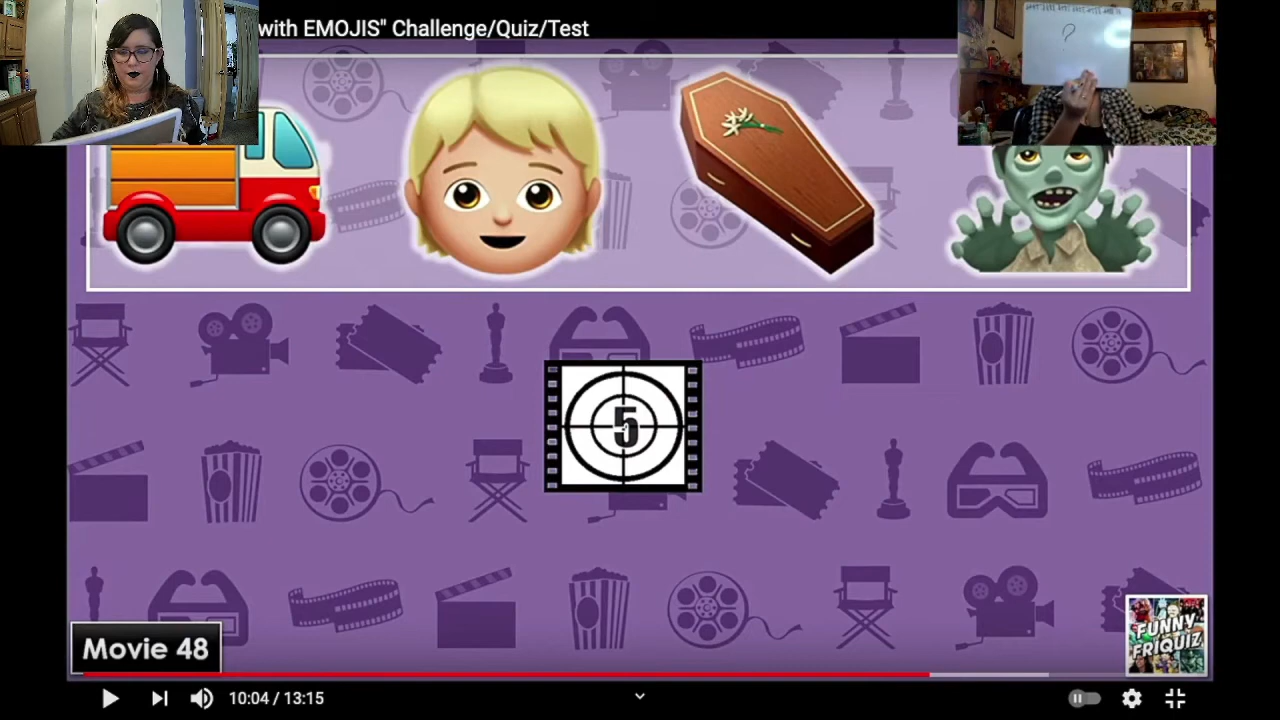 with EMOJIS" Challenge/Quiz/Test
?
5
Movie 48
FUNNY
FRIQUIZ
10:04 / 13:15